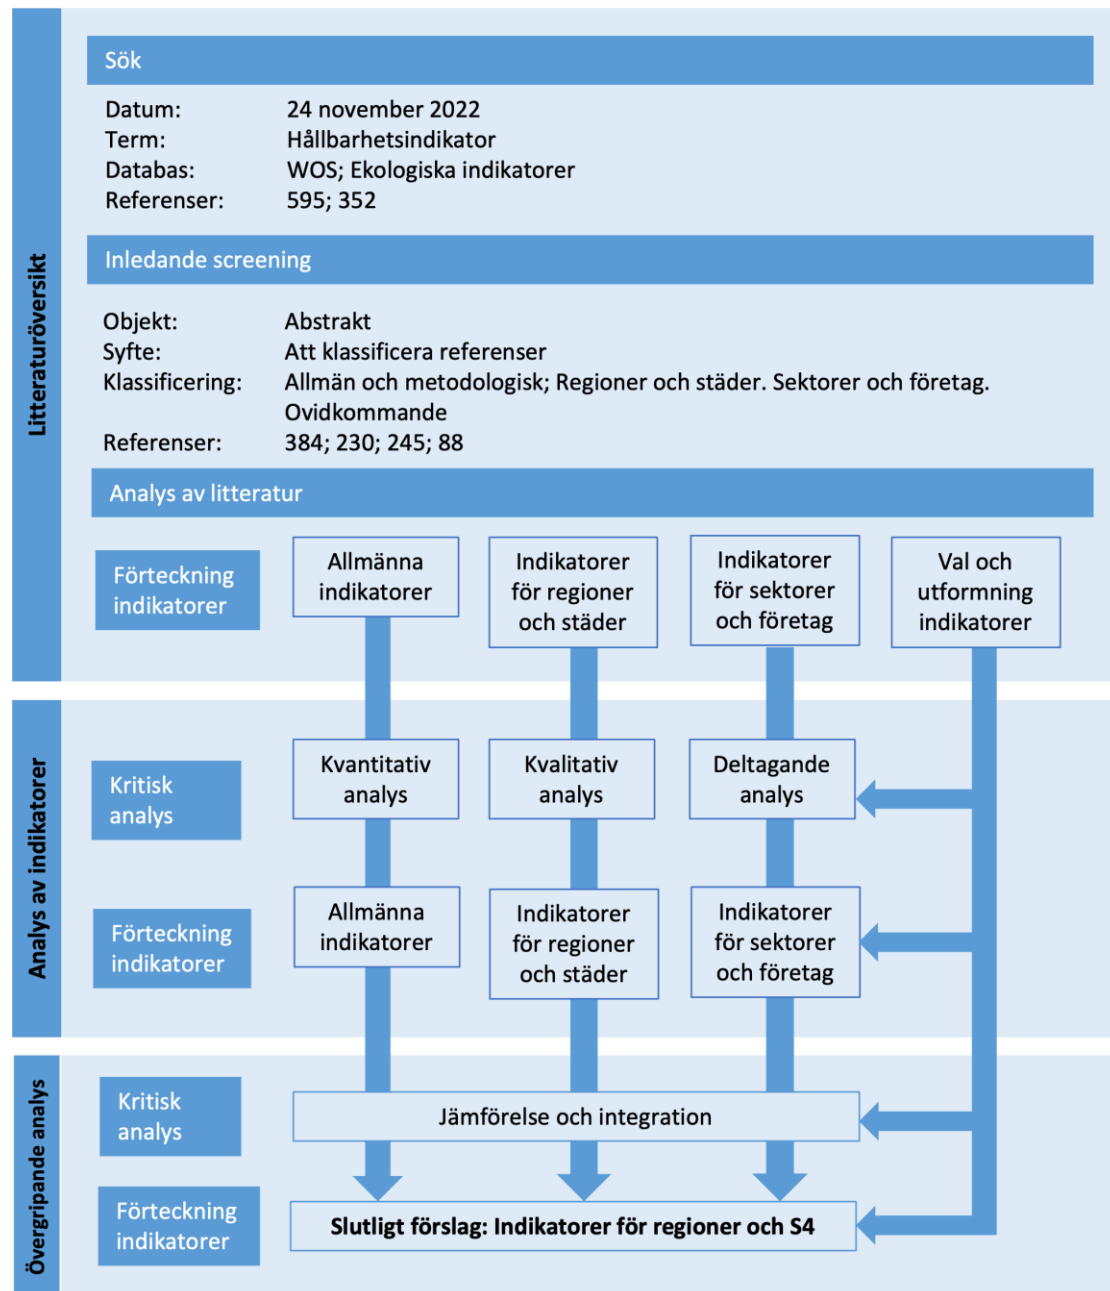 Litteraturöversikt
Sök
Datum: 24 november 2022
Term: Hållbarhetsindikator
Databas: WOS; Ekologiska indikatorer
Referenser: 595; 352
Inledande screening
Objekt: Abstrakt
Syfte: Att klassificera referenser
Klassificering: Allmän och metodologisk; Regioner och städer. Sektorer och företag.
Ovidkommande
Referenser: 384; 230; 245; 88
Analys av litteratur
Förteckning
indikatorer
Allmänna
indikatorer
Indikatorer
för regioner
och städer
Indikatorer
för sektorer
och företag
Val och
utformning
indikatorer
Analys av indikatorer
Kritisk
analys
Kvantitativ
analys
Kvalitativ
analys
Deltagande
analys
Förteckning
indikatorer
Allmänna
indikatorer
Indikatorer
för regioner
och städer
Indikatorer
för sektorer
och företag
Övergripande analys
Kritisk
analys
Jämförelse och integration
Förteckning
indikatorer
Slutligt förslag: Indikatorer för regioner och S4